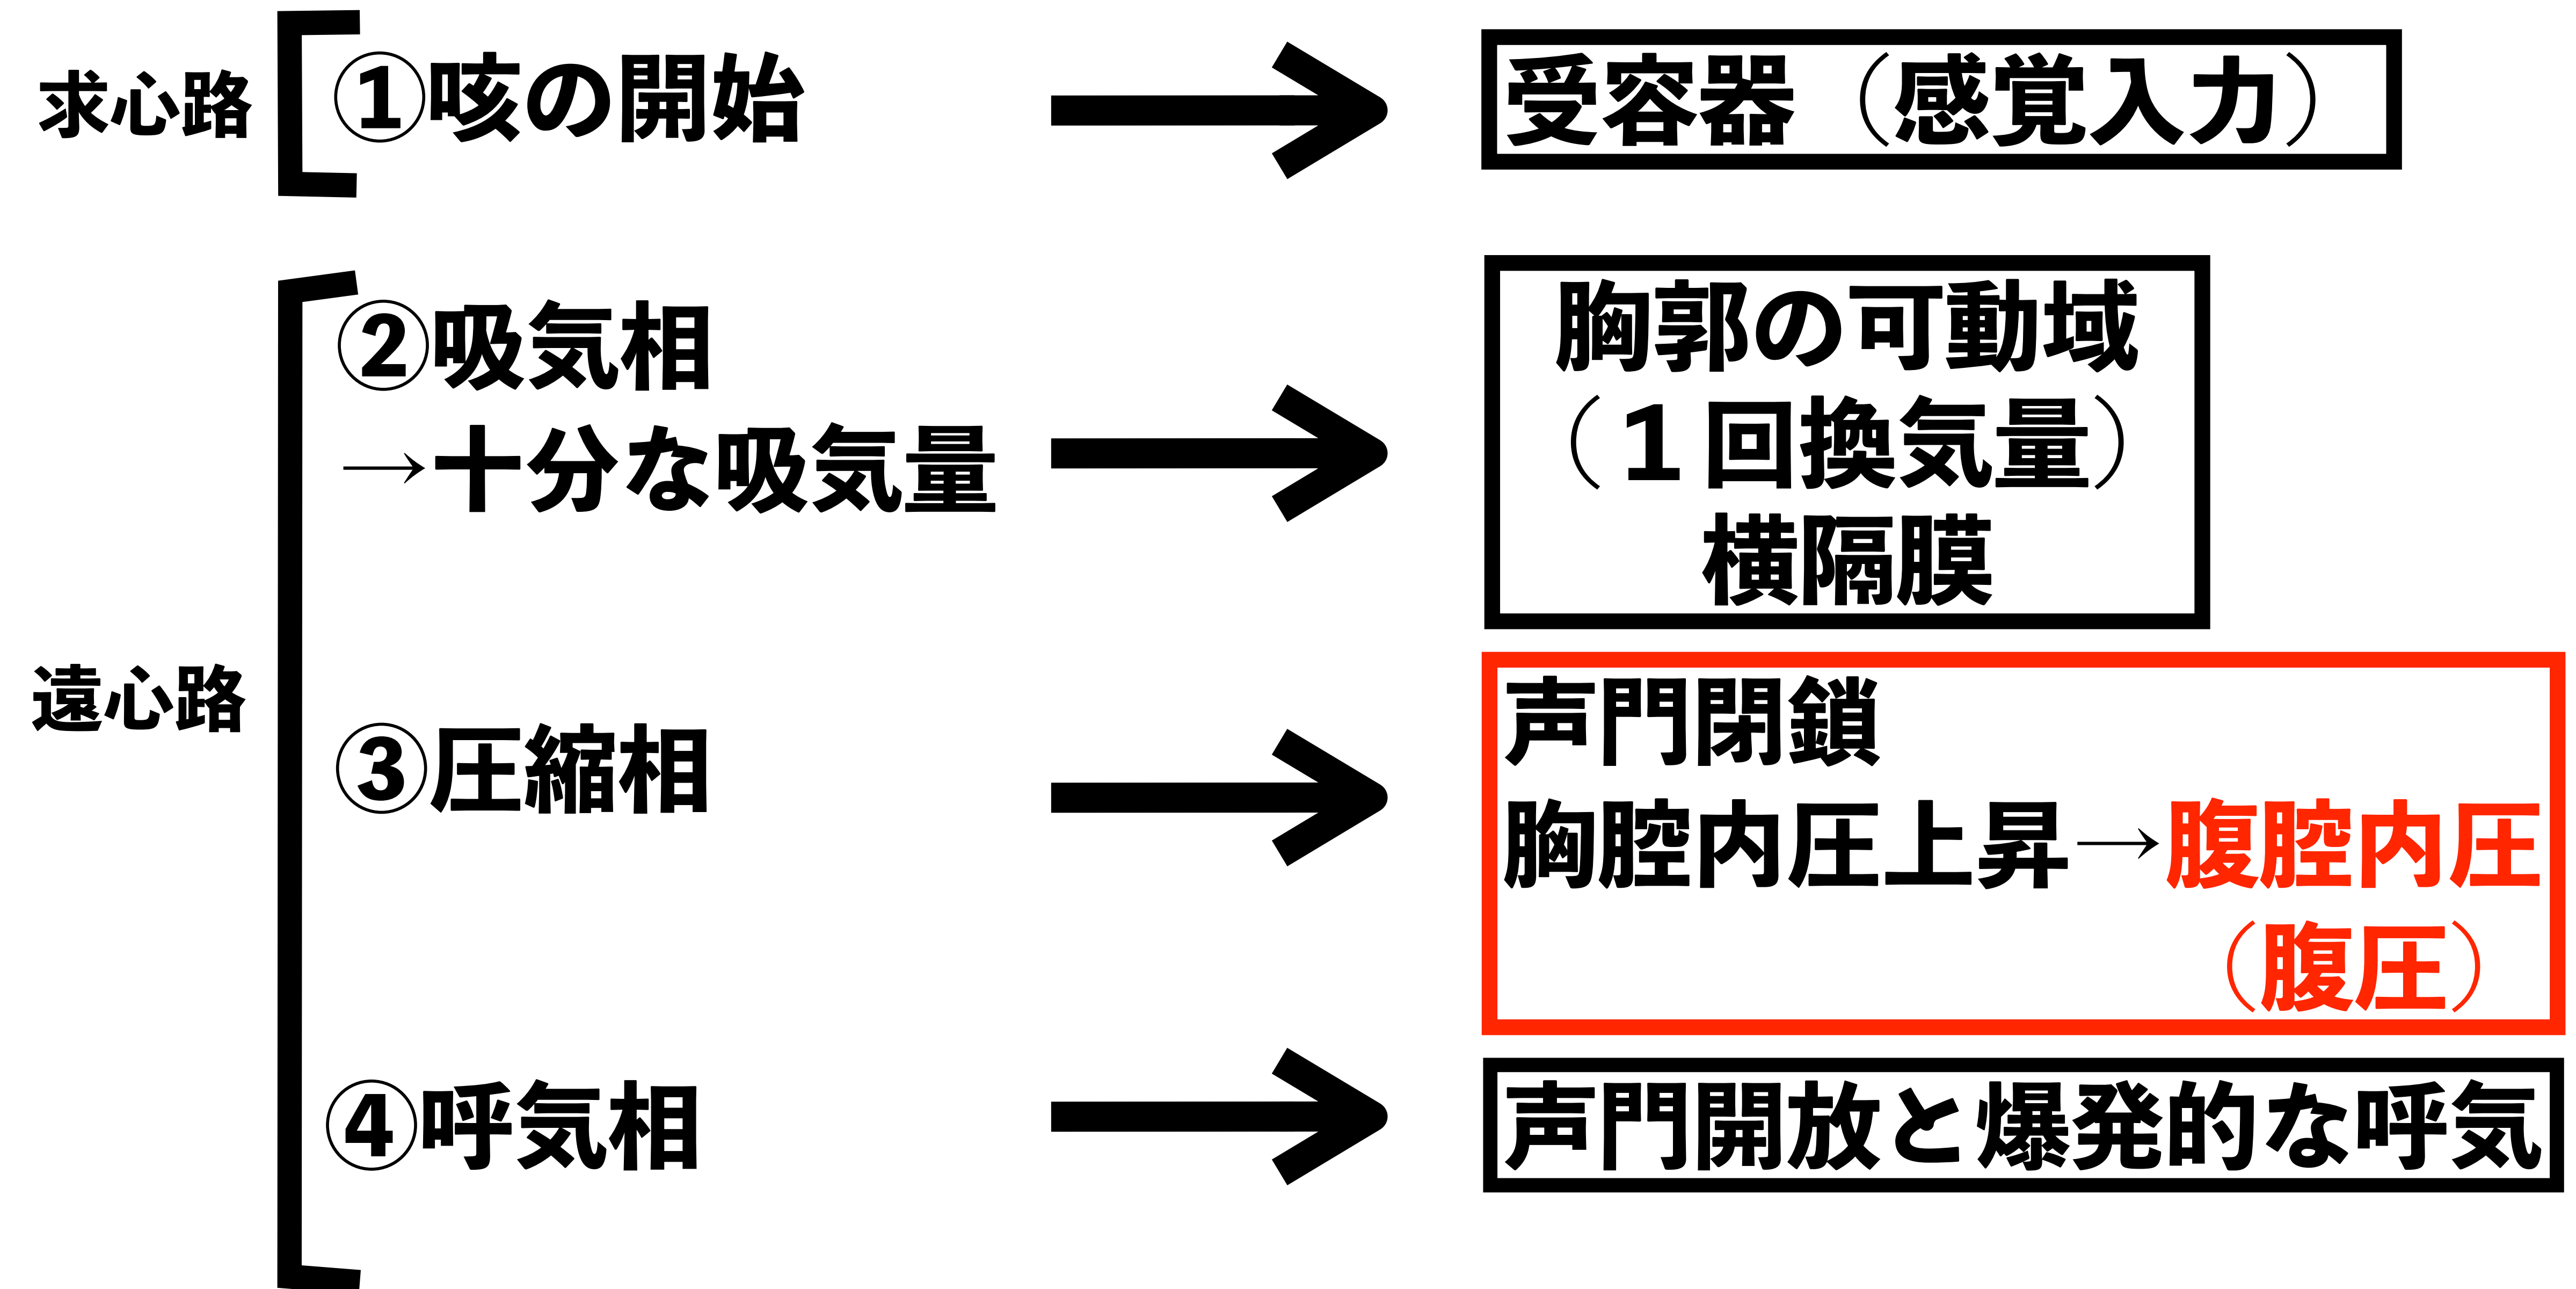 求心路
①咳の開始
受容器（感覚入力）
遠心路
②吸気相
→十分な吸気量
胸郭の可動域
（１回換気量）
横隔膜
③圧縮相
声門閉鎖
胸腔内圧上昇→腹腔内圧
（腹圧）
④呼気相
声門開放と爆発的な呼気